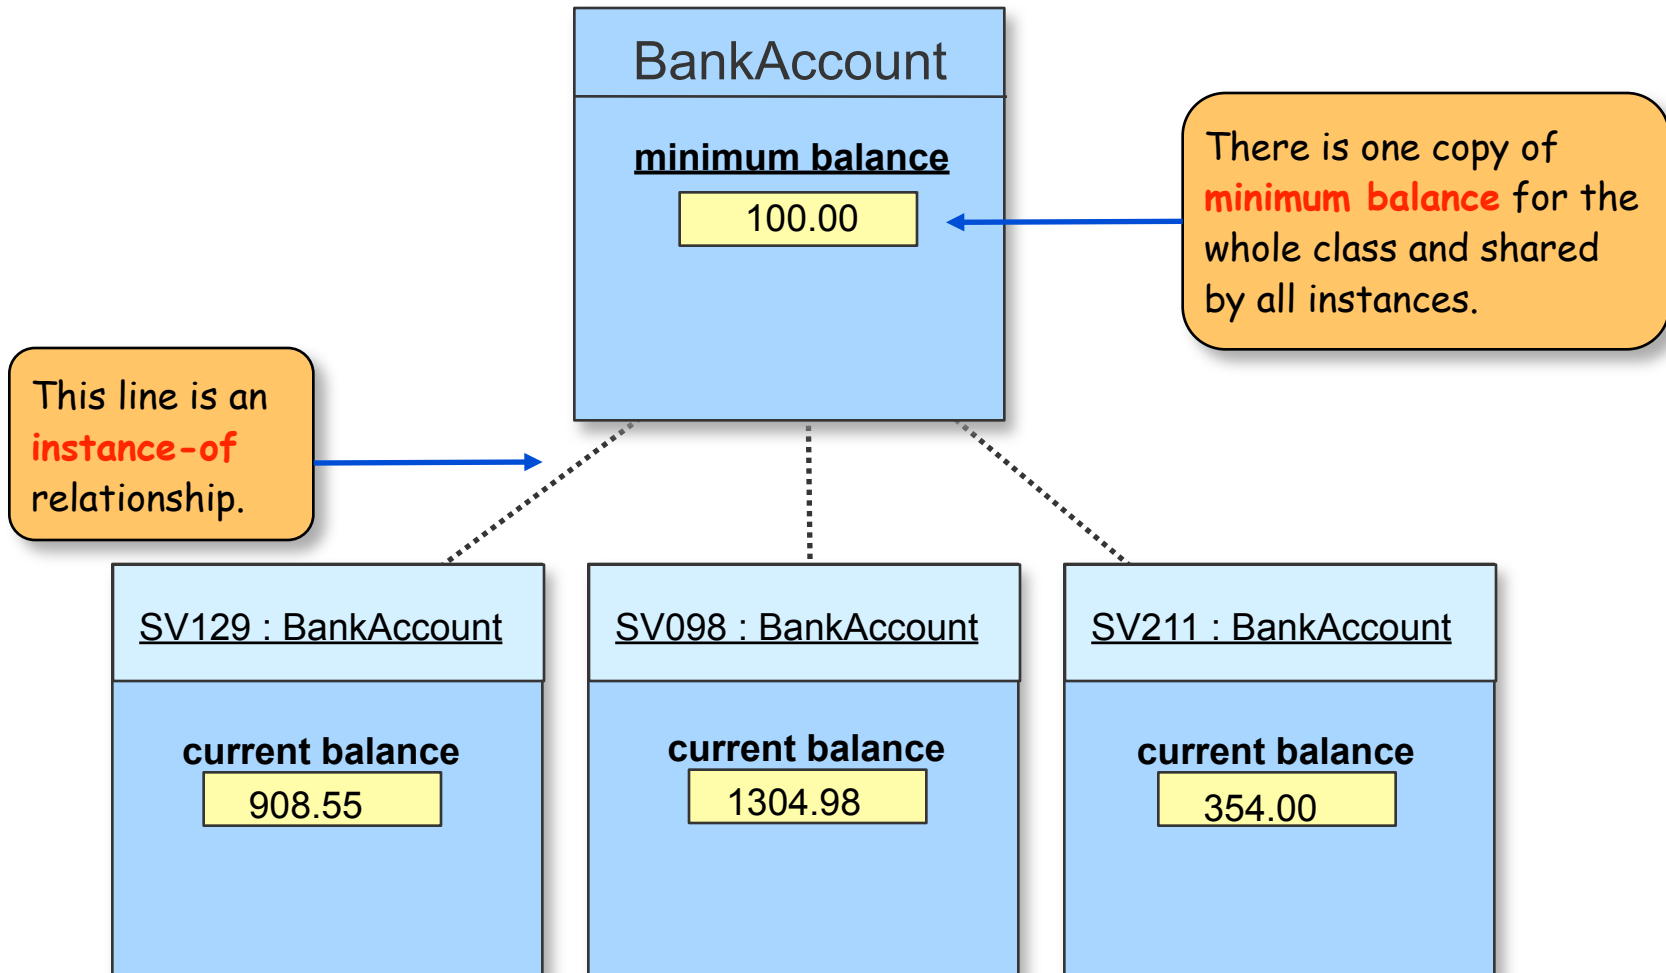 BankAccount
minimum balance
100.00
There is one copy of
minimum balance for the
whole class and shared
by all instances.
This line is an
instance-of
relationship.
SV129 : BankAccount
SV098 : BankAccount
SV211 : BankAccount
current balance
908.55
current balance
1304.98
current balance
354.00